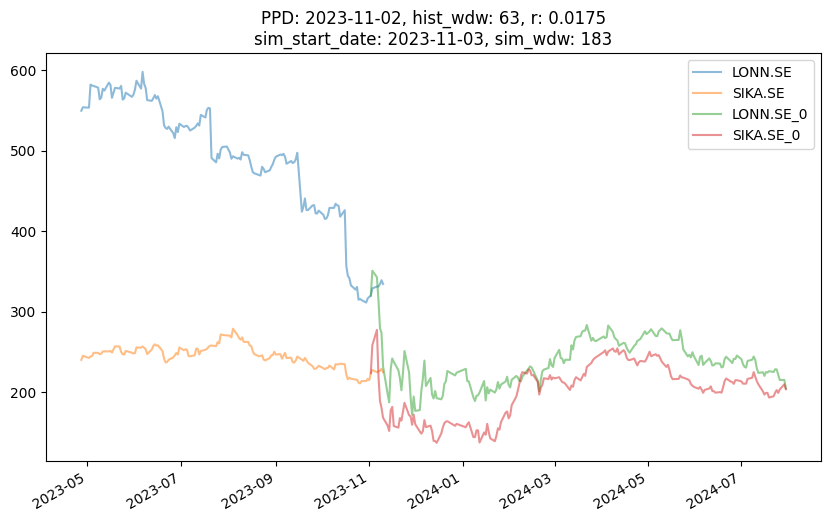 PPD: 2023-11-02, hist_wdw: 63, r: 0.0175
sim_start_date: 2023-11-03, sim_wdw: 183
600
500
400
300
200
LONN.SE
SIKA.SE
LONN.SE_0
SIKA.SE_0
2023-05
2023-07
2023-09
2023-11
2024-01
2024-03
2024-05
2024-07